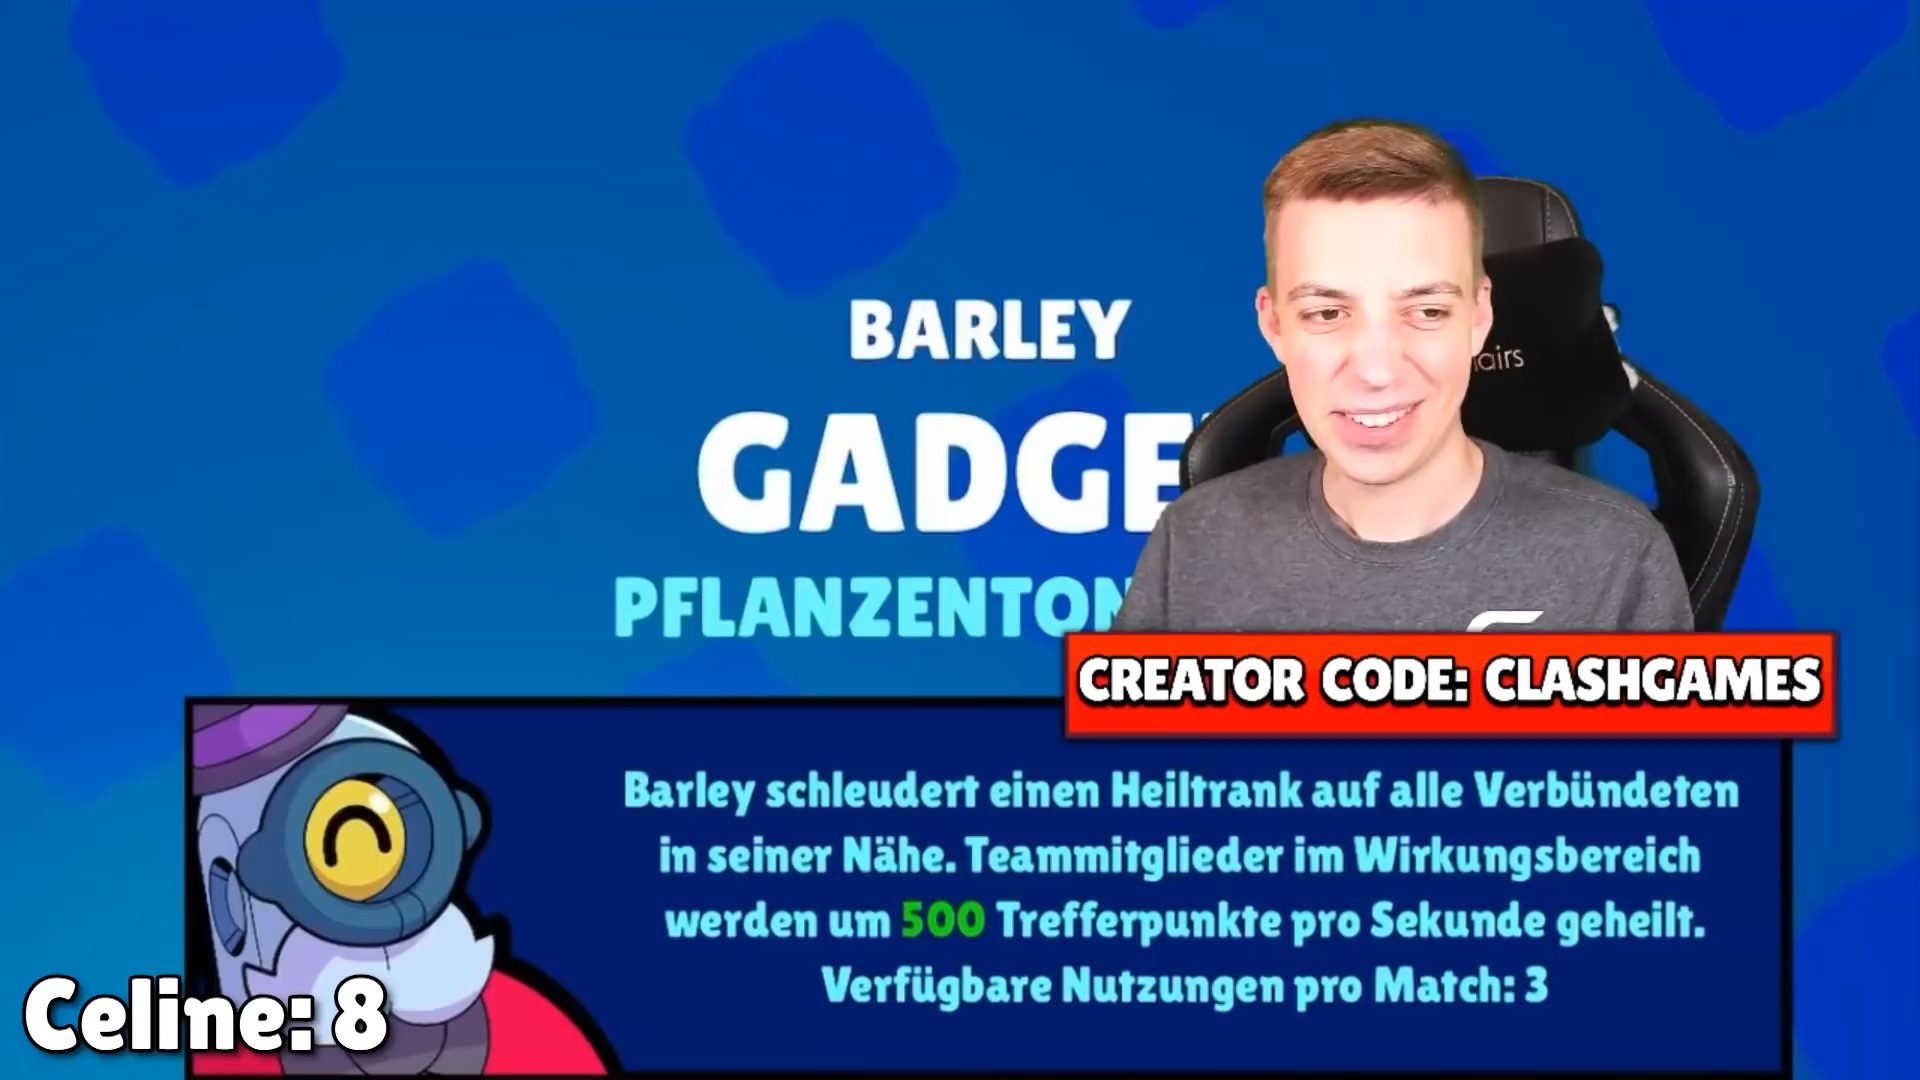 BARLEY
GADGE
PFLANZENTON
airs
CREATOR CODE: CLASHGAMES
Barley schleudert einen Heiltrank auf alle Verbündeten
in seiner Nähe. Teammitglieder im Wirkungsbereich
werden um 500 Trefferpunkte pro Sekunde geheilt.
Verfügbare Nutzungen pro Match: 3
Celine: 8